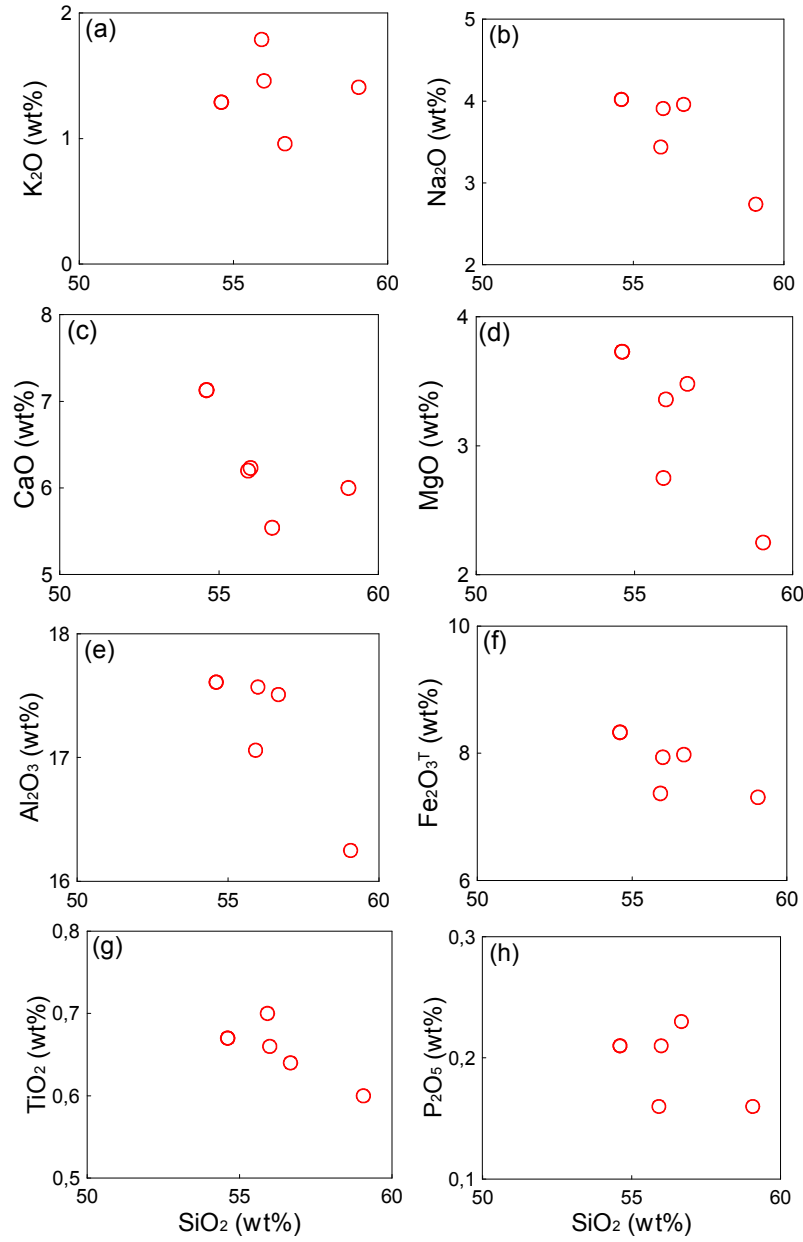 (a)
2
1
0
K₂O (wt%)
50
55
60
(b)
5
4
3
2
Na₂O (wt%)
50
55
60
(c)
8
7
6
5
CaO (wt%)
50
55
60
(d)
4
3
2
MgO (wt%)
50
55
60
(e)
18
17
16
Al₂O₃ (wt%)
50
55
60
(f)
10
8
6
Fe₂O₃ᵀ (wt%)
50
55
60
(g)
0,8
0,7
0,6
0,5
TiO₂ (wt%)
50
55
60
SiO₂ (wt%)
(h)
0,3
0,2
0,1
P₂O₅ (wt%)
50
55
60
SiO₂ (wt%)